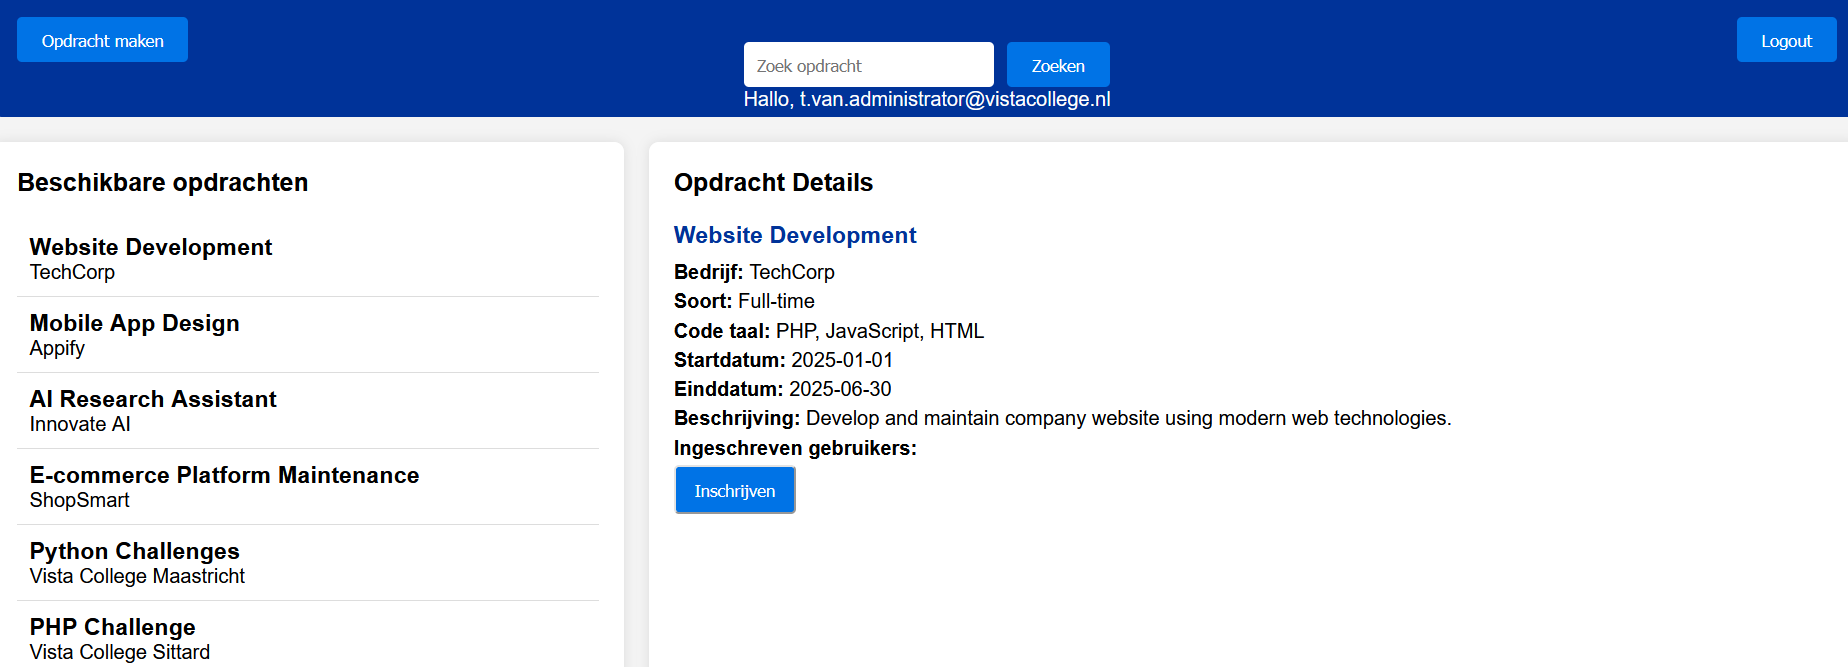 Opdracht maken
Zoek opdracht
Zoeken
Logout
Hallo, t.van.administrator@vistacollege.nl
Beschikbare opdrachten
Website Development
TechCorp
Mobile App Design
Appify
AI Research Assistant
Innovate AI
E-commerce Platform Maintenance
ShopSmart
Python Challenges
Vista College Maastricht
PHP Challenge
Vista College Sittard
Opdracht Details
Website Development
Bedrijf: TechCorp
Soort: Full-time
Code taal: PHP, JavaScript, HTML
Startdatum: 2025-01-01
Einddatum: 2025-06-30
Beschrijving: Develop and maintain company website using modern web technologies.
Ingeschreven gebruikers:
Inschrijven